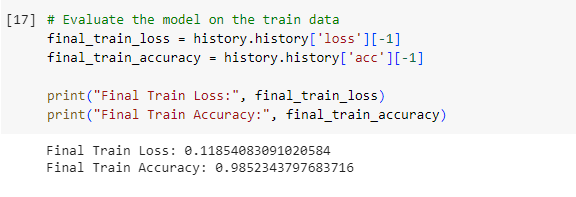 [17] # Evaluate the model on the train data
final_train_loss = history.history['loss'][-1]
final_train_accuracy = history.history['acc'][-1]
print("Final Train Loss:", final_train_loss)
print("Final Train Accuracy:", final_train_accuracy)
Final Train Loss: 0.11854083091020584
Final Train Accuracy: 0.9852343797683716